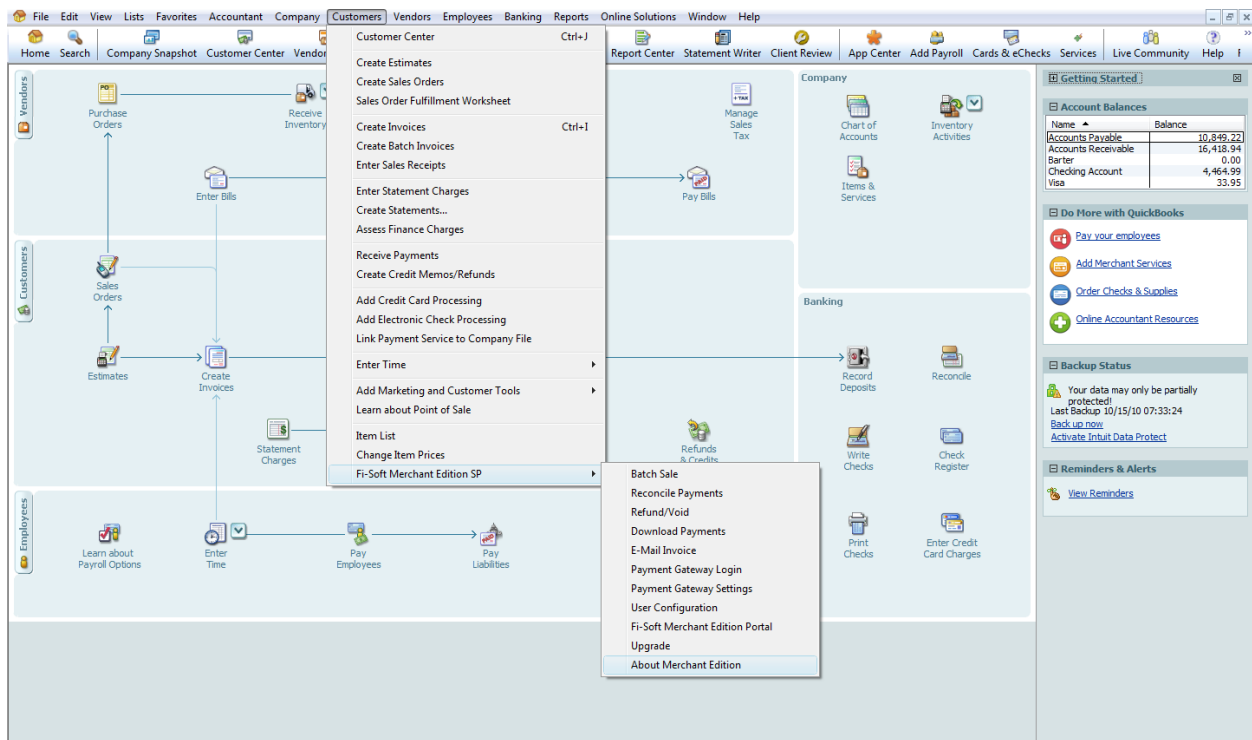 File Edit View Lists Favorites Accountant Company Customers Vendors Employees Banking Reports Online Solutions Window Help
Home Search Company Snapshot Customer Center Report Center Statement Writer Client Review App Center Add Payroll Cards & eChecks Services Live Community Help
Customer Center Ctrl+J
Create Estimates
Create Sales Orders
Sales Order Fulfillment Worksheet
Create Invoices Ctrl+I
Create Batch Invoices
Enter Sales Receipts
Enter Statement Charges
Create Statements...
Assess Finance Charges
Receive Payments
Create Credit Memos/Refunds
Add Credit Card Processing
Add Electronic Check Processing
Link Payment Service to Company File
Enter Time
Add Marketing and Customer Tools
Learn about Point of Sale
Item List
Change Item Prices
Fi-Soft Merchant Edition SP
Batch Sale
Reconcile Payments
Refund/Void
Download Payments
E-Mail Invoice
Payment Gateway Login
Payment Gateway Settings
User Configuration
Fi-Soft Merchant Edition Portal
Upgrade
About Merchant Edition
Vendors
PO
Purchase
Orders
Receive
Inventory
Enter Bills
+ TAX
Manage
Sales
Tax
Pay Bills
Customers
Sales
Orders
Estimates
Create
Invoices
Statement
Charges
Refunds
& Credits
Employees
Learn about
Payroll Options
Enter
Time
Pay
Employees
Pay
Liabilities
Company
Chart of
Accounts
Inventory
Activities
Items &
Services
Banking
Record
Deposits
Reconcile
Write
Checks
Check
Register
Print
Checks
Enter Credit
Card Charges
Getting Started
Account Balances
Name Balance
Accounts Payable 10,849.22
Accounts Receivable 16,418.94
Barter 0.00
Checking Account 4,464.99
Visa 33.95
Do More with QuickBooks
Pay your employees
Add Merchant Services
Order Checks & Supplies
Online Accountant Resources
Backup Status
Your data may only be partially
protected!
Last Backup 10/15/10 07:33:24
Back up now
Activate Intuit Data Protect
Reminders & Alerts
View Reminders